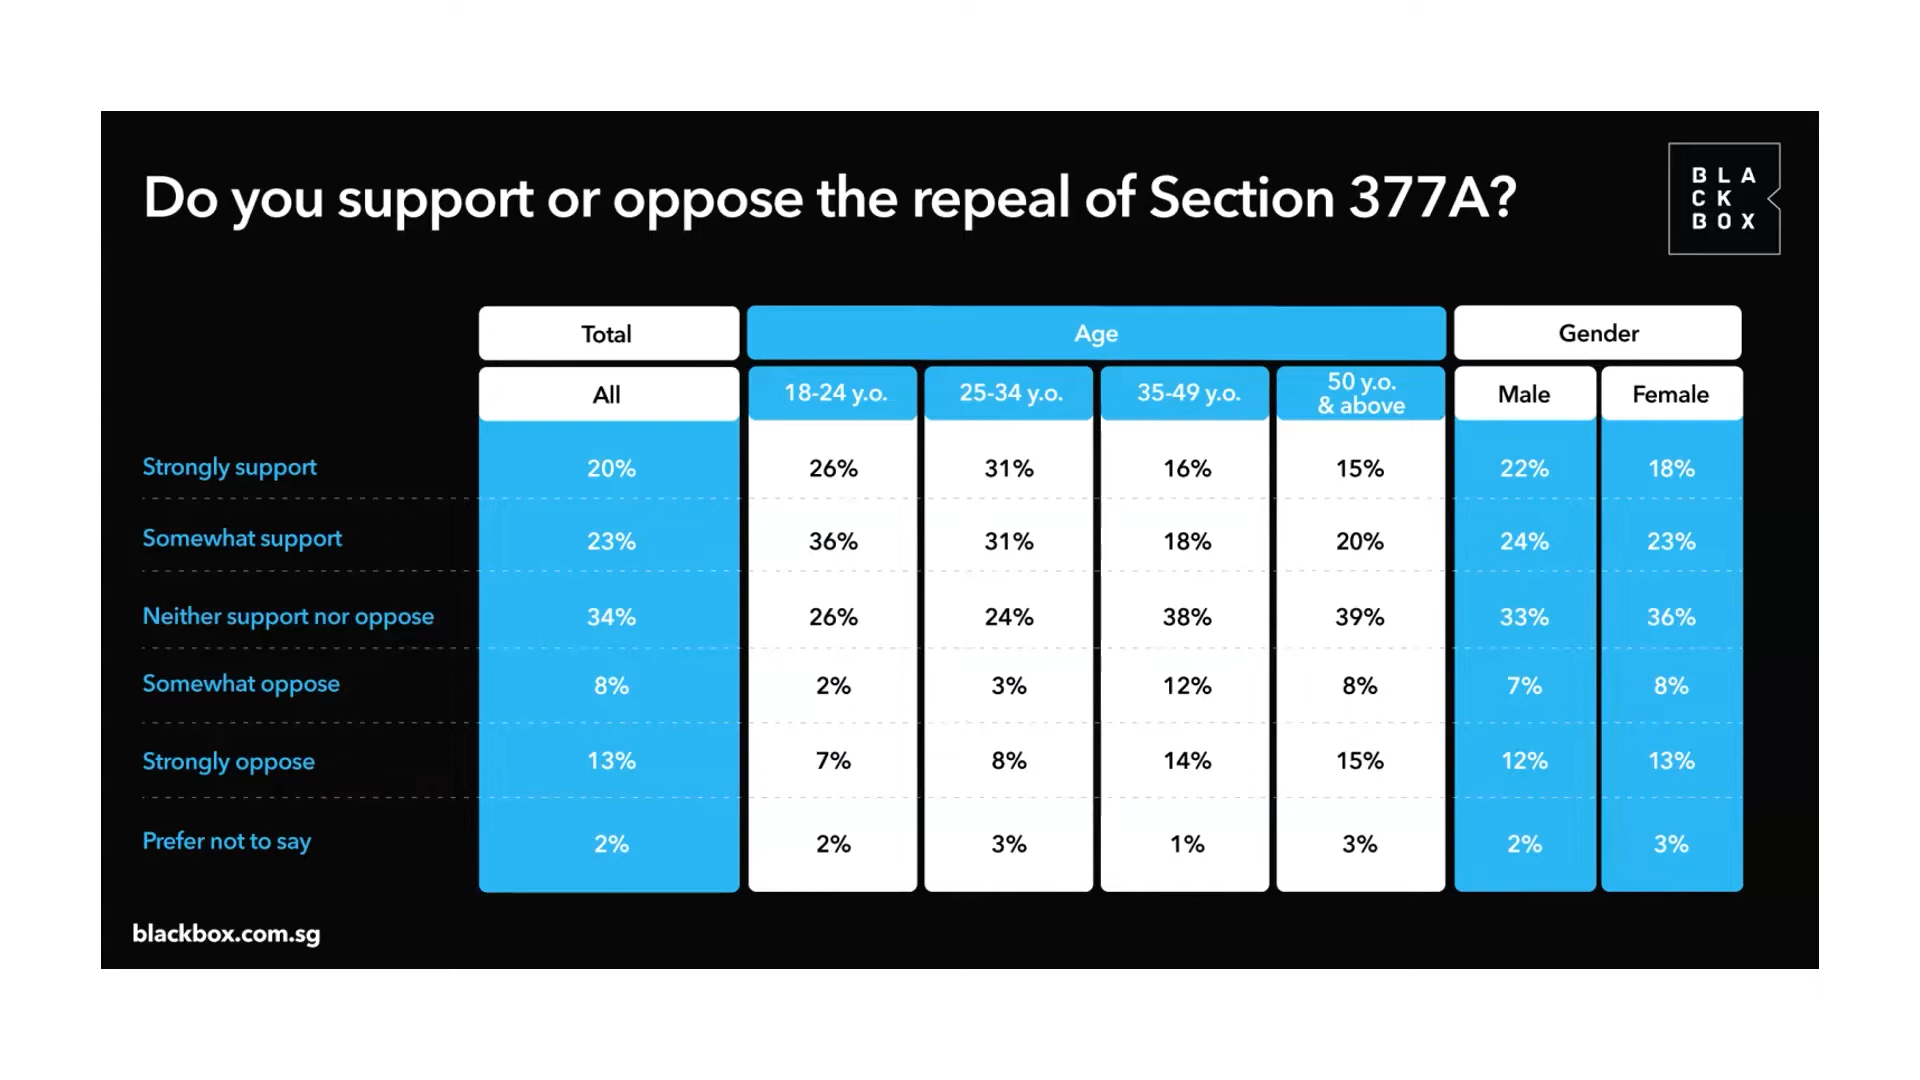 Do you support or oppose the repeal of Section 377A?
BLA
CK
BOX
Total Age Gender
All 18-24 y.o. 25-34 y.o. 35-49 y.o. 50 y.o. & above Male Female
Strongly support 20% 26% 31% 16% 15% 22% 18%
Somewhat support 23% 36% 31% 18% 20% 24% 23%
Neither support nor oppose 34% 26% 24% 38% 39% 33% 36%
Somewhat oppose 8% 2% 3% 12% 8% 7% 8%
Strongly oppose 13% 7% 8% 14% 15% 12% 13%
Prefer not to say 2% 2% 3% 1% 3% 2% 3%
blackbox.com.sg